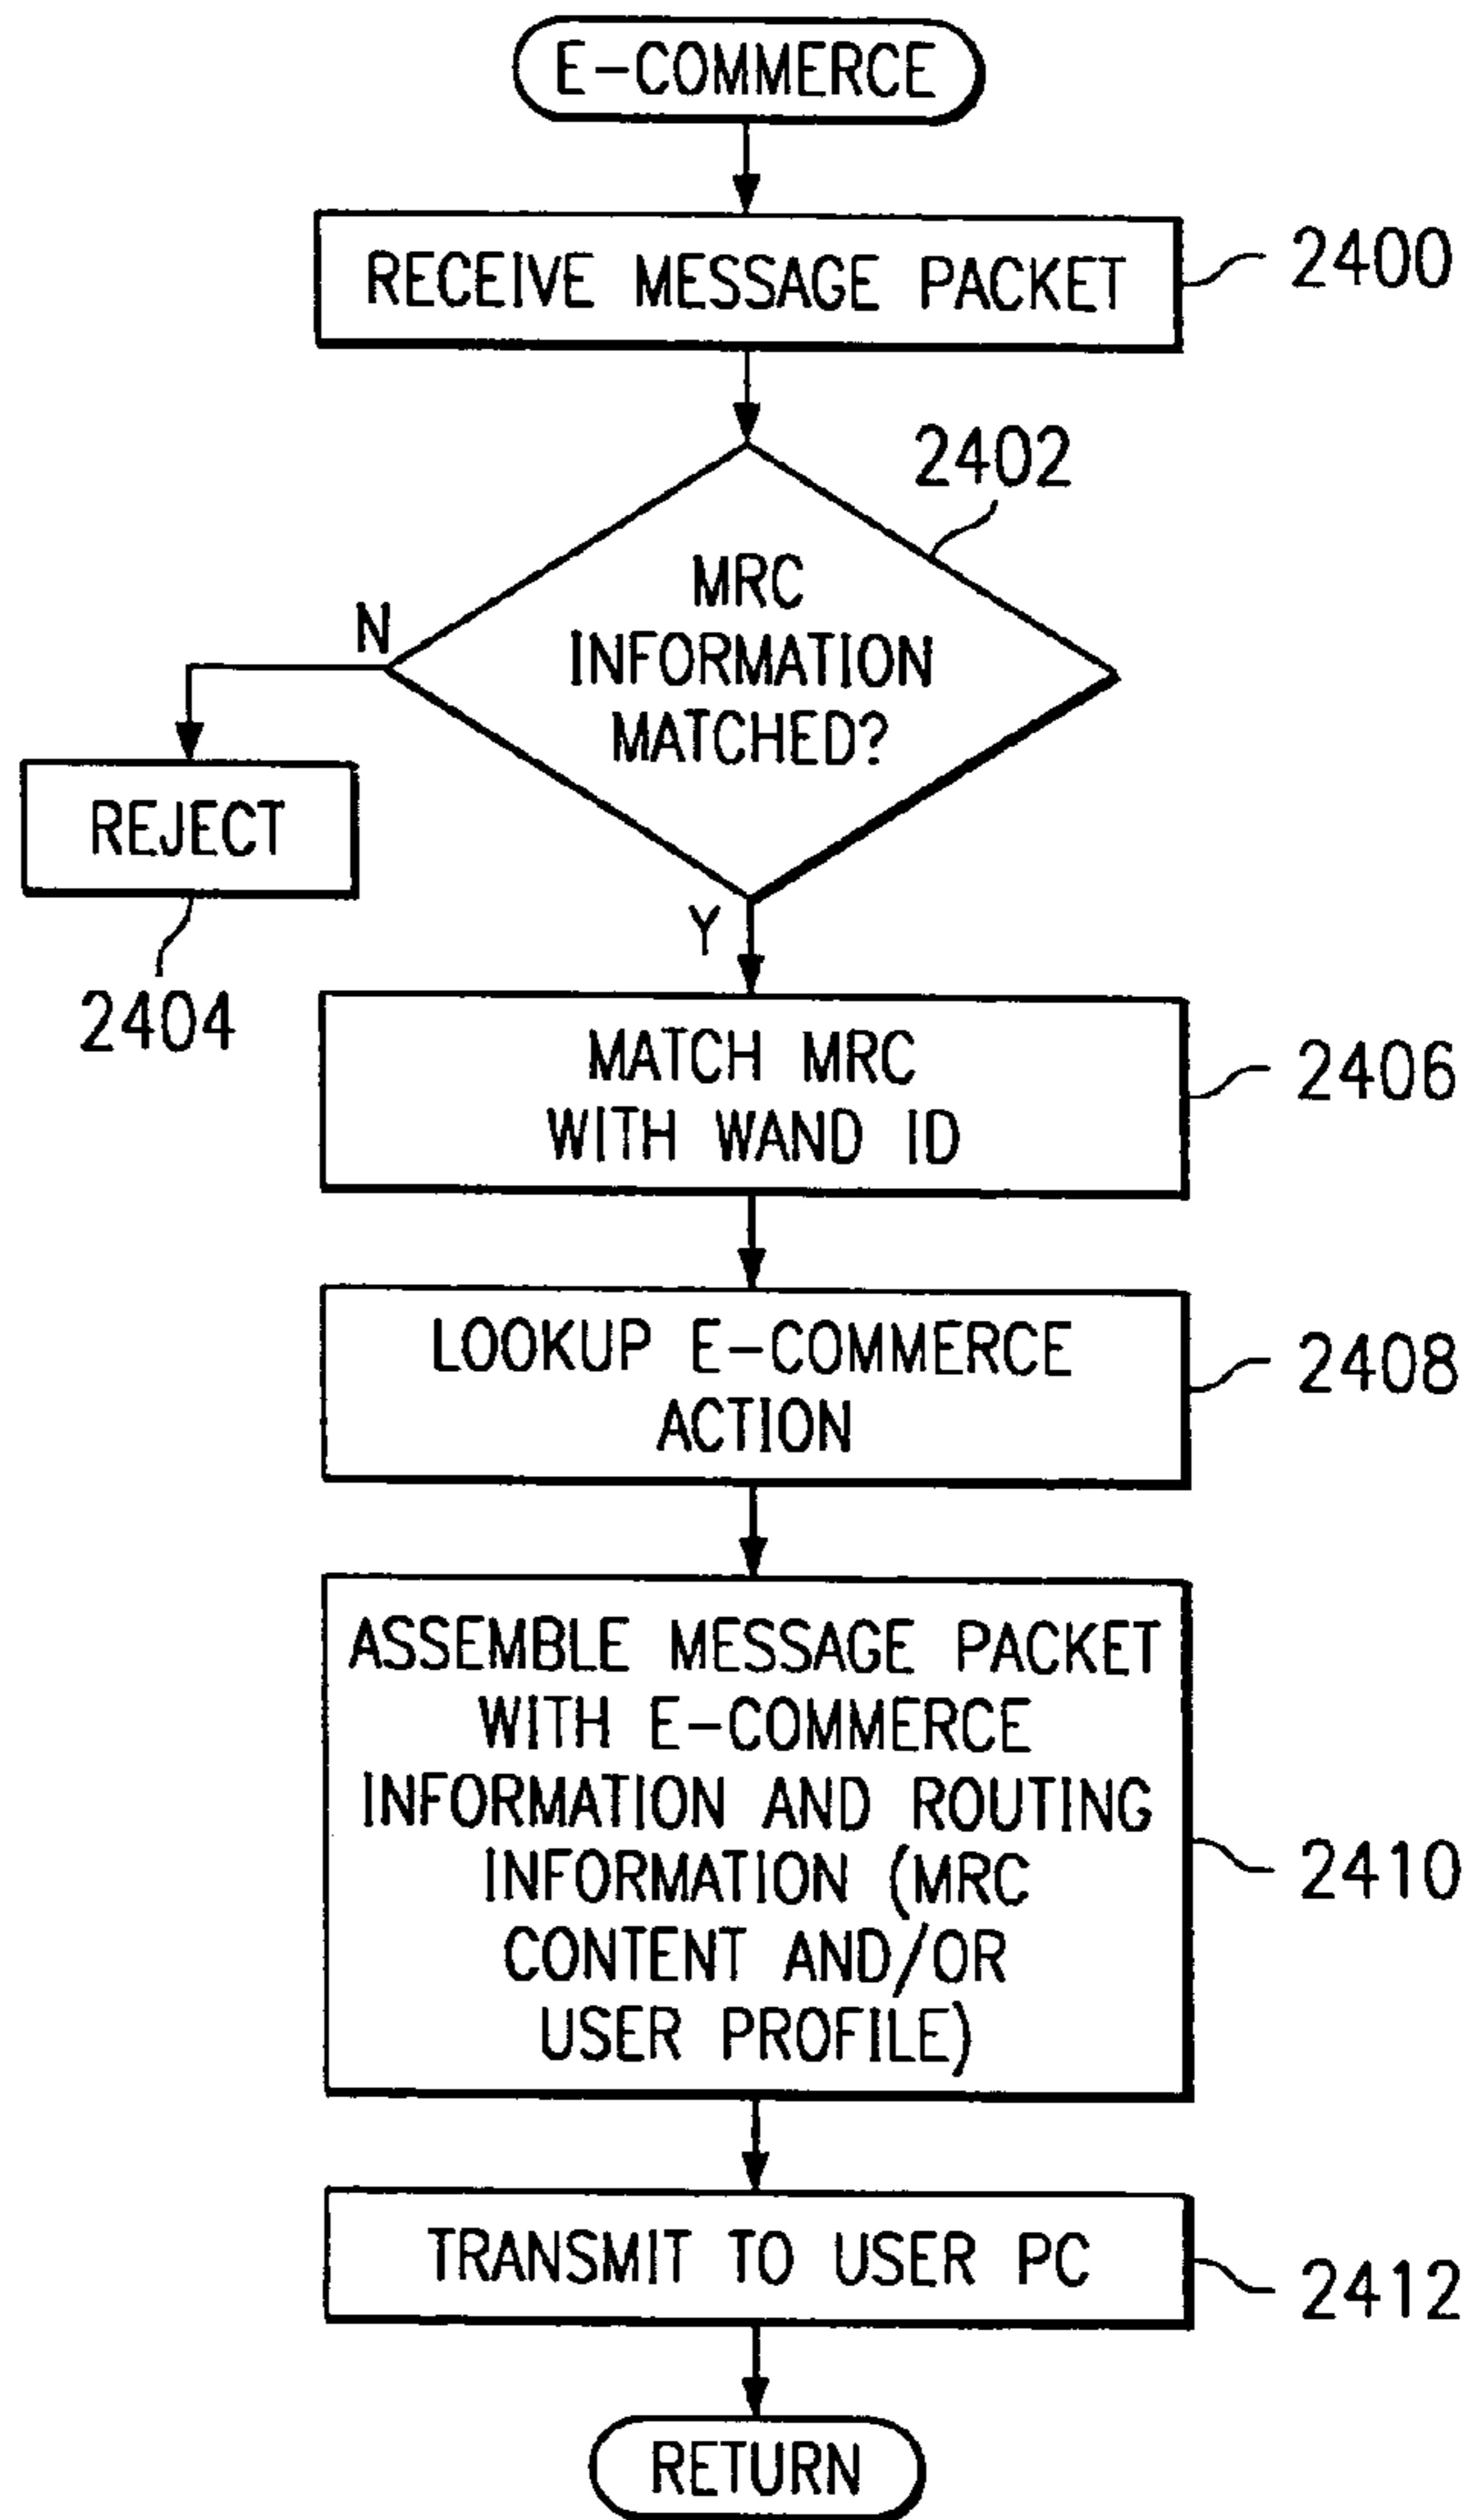 E-COMMERCE
RECEIVE MESSAGE PACKET
2400
2402
MRC
INFORMATION
MATCHED?
N
REJECT
2404
Y
MATCH MRC
WITH WAND ID
2406
LOOKUP E-COMMERCE
ACTION
2408
ASSEMBLE MESSAGE PACKET
WITH E-COMMERCE
INFORMATION AND ROUTING
INFORMATION (MRC
CONTENT AND/OR
USER PROFILE)
2410
TRANSMIT TO USER PC
2412
RETURN